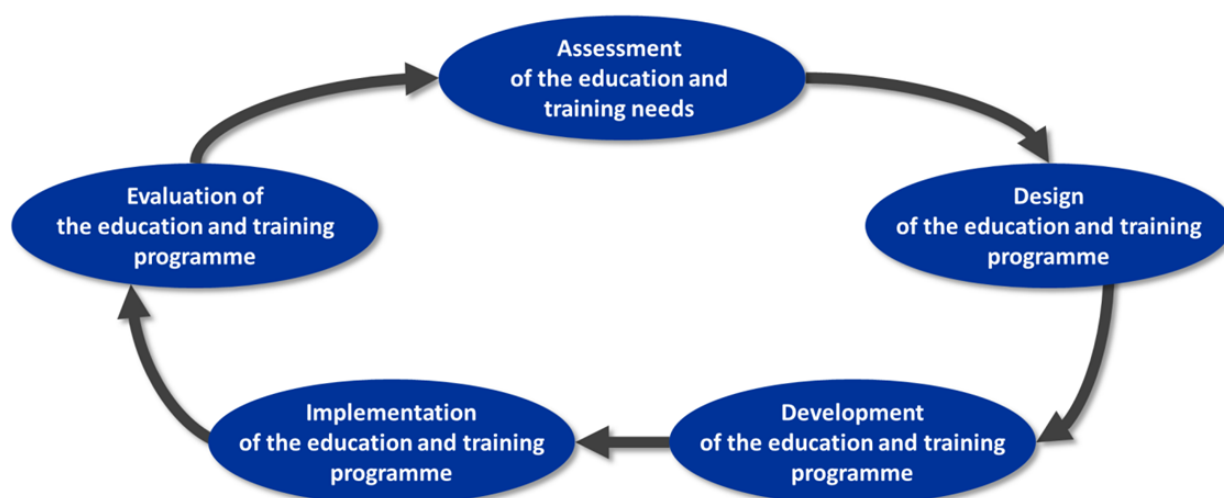 Assessment
of the education and
training needs
Design
of the education and training
programme
Development
of the education and training
programme
Implementation
of the education and training
programme
Evaluation of
the education and training
programme